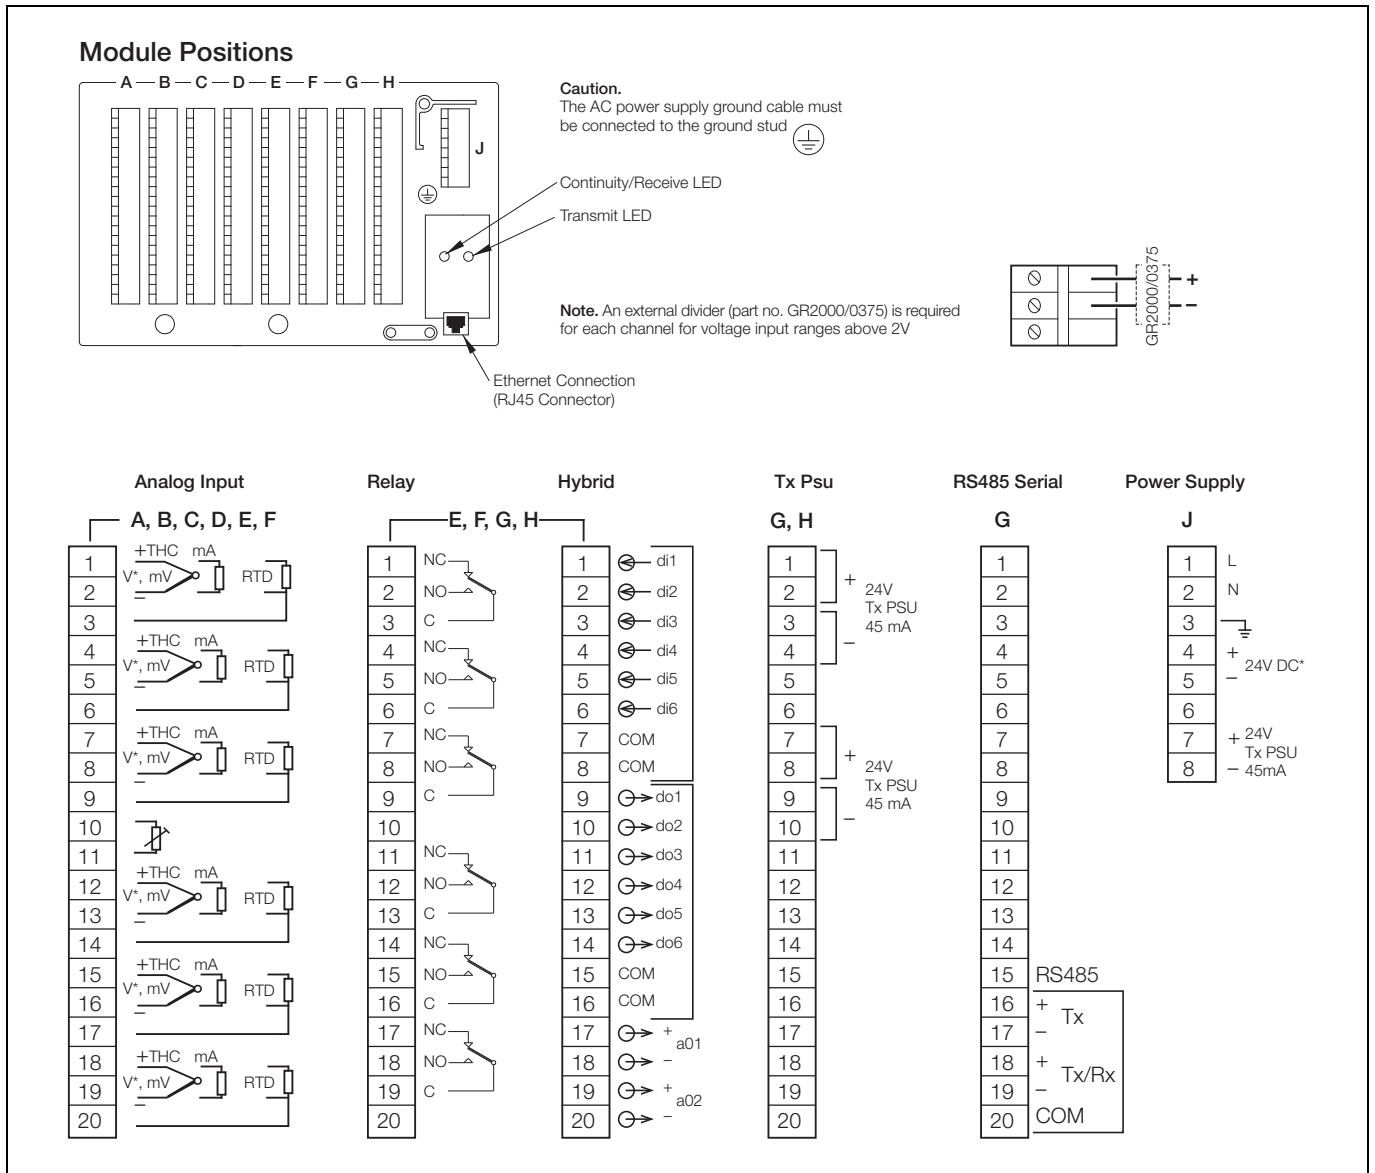 Module Positions
A B C D E F G H
J
Caution.
The AC power supply ground cable must
be connected to the ground stud
Continuity/Receive LED
Transmit LED
Note. An external divider (part no. GR2000/0375) is required
for each channel for voltage input ranges above 2V
GR2000/0375
+
–
Ethernet Connection
(RJ45 Connector)
Analog Input
A, B, C, D, E, F
1
2
3
4
5
6
7
8
9
10
11
12
13
14
15
16
17
18
19
20
+THC mA
V*, mV RTD
–
+THC mA
V*, mV RTD
–
+THC mA
V*, mV RTD
–
+THC mA
V*, mV RTD
–
+THC mA
V*, mV RTD
–
+THC mA
V*, mV RTD
–
Relay
Hybrid
E, F, G, H
1 NC
2 NO
3 C
4 NC
5 NO
6 C
7 NC
8 NO
9 C
10
11 NC
12 NO
13 C
14 NC
15 NO
16 C
17 NC
18 NO
19 C
20
1 di1
2 di2
3 di3
4 di4
5 di5
6 di6
7 COM
8 COM
9 do1
10 do2
11 do3
12 do4
13 do5
14 do6
15 COM
16 COM
17 +
a01
18 –
19 +
a02
20 –
Tx Psu
G, H
1
2
3
4
5
6
7
8
9
10
11
12
13
14
15
16
17
18
19
20
+
24V
Tx PSU
45 mA
–
+
24V
Tx PSU
45 mA
–
RS485 Serial
G
1
2
3
4
5
6
7
8
9
10
11
12
13
14
15 RS485
16 +
Tx
17 –
18 +
Tx/Rx
19 –
20 COM
Power Supply
J
1 L
2 N
3
4 +
24V DC*
5 –
6
7 + 24V
Tx PSU
8 – 45mA